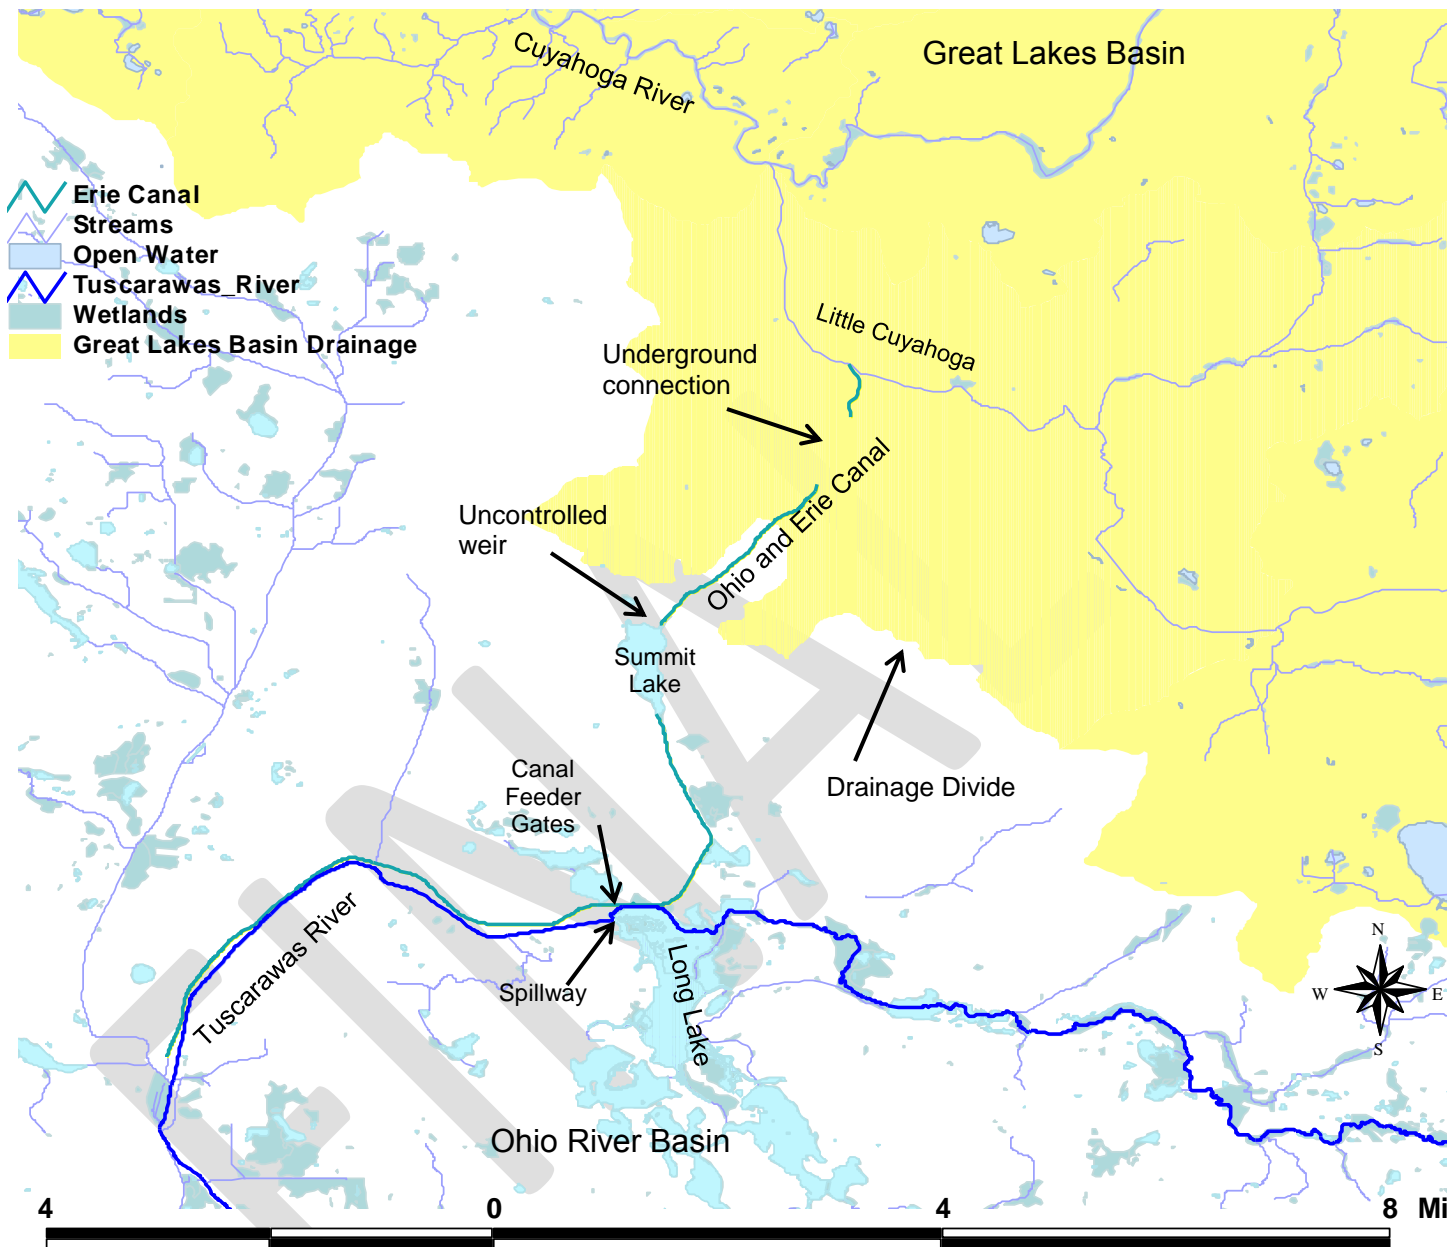 Great Lakes Basin
Cuyahoga River
Erie Canal
Streams
Open Water
Tuscarawas_River
Wetlands
Great Lakes Basin Drainage
Little Cuyahoga
Underground
connection
Ohio and Erie Canal
Uncontrolled
weir
Summit
Lake
Drainage Divide
Canal
Feeder
Gates
Tuscarawas River
Spillway
Long Lake
N
W
E
S
Ohio River Basin
4 0 4 8 Mi